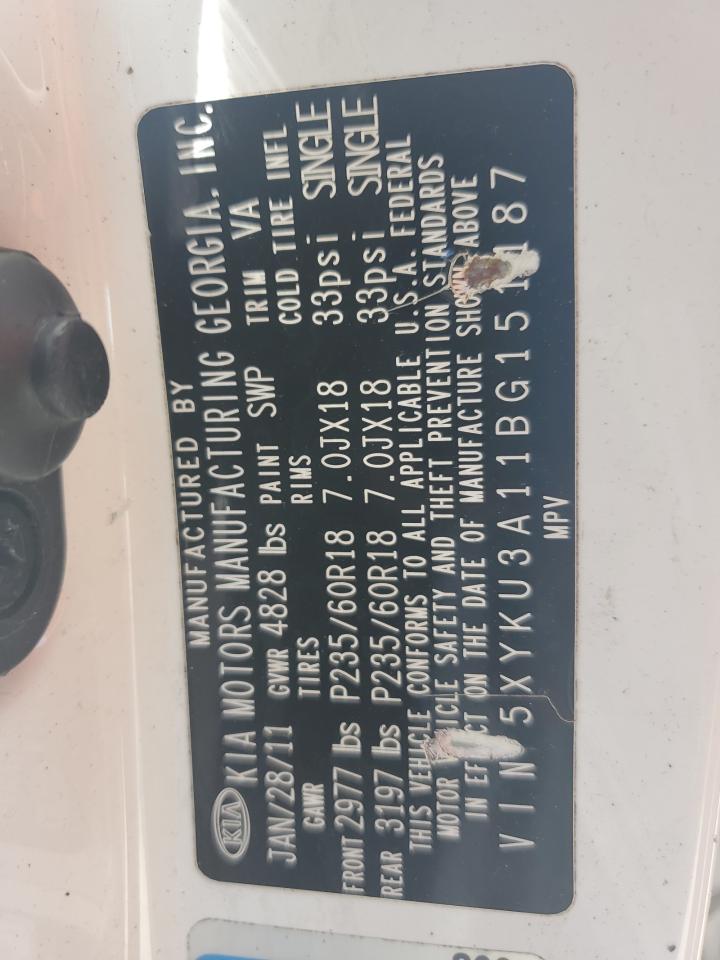 MANUFACTURED BY
KIA KIA MOTORS MANUFACTURING GEORGIA, INC.
JAN/28/11 GVWR 4828 lbs PAINT SWP TRIM VA
GAWR TIRES RIMS COLD TIRE INFL
FRONT 2977 lbs P235/60R18 7.0JX18 33psi SINGLE
REAR 3197 lbs P235/60R18 7.0JX18 33psi SINGLE
THIS VEHICLE CONFORMS TO ALL APPLICABLE U.S.A. FEDERAL
MOTOR VEHICLE SAFETY AND THEFT PREVENTION STANDARDS
IN EFFECT ON THE DATE OF MANUFACTURE SHOWN ABOVE
VIN 5XYKU3A11BG151187
MPV